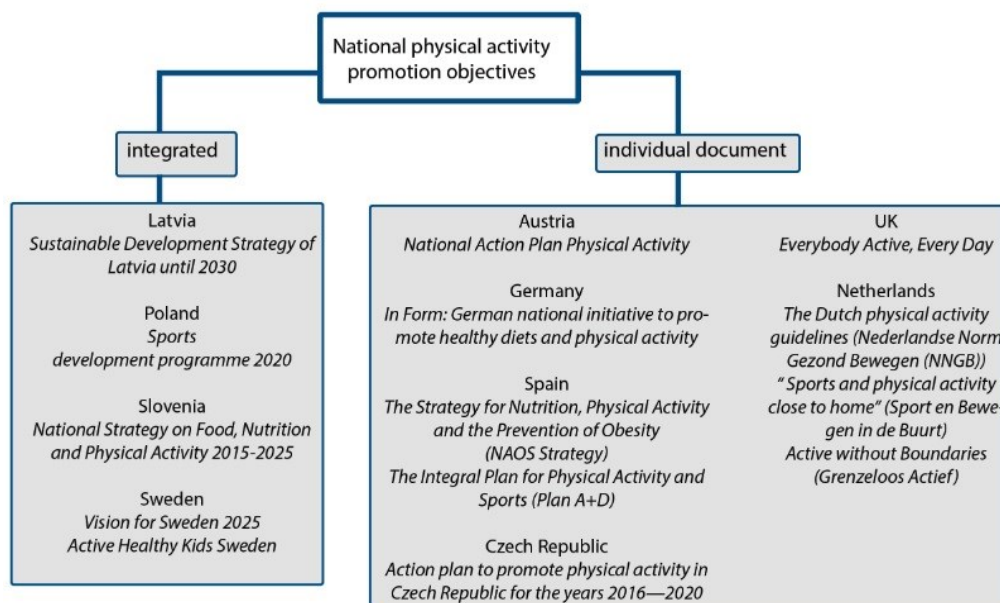 National physical activity
promotion objectives
integrated
individual document
Latvia
Sustainable Development Strategy of
Latvia until 2030
Poland
Sports
development programme 2020
Slovenia
National Strategy on Food, Nutrition
and Physical Activity 2015-2025
Sweden
Vision for Sweden 2025
Active Healthy Kids Sweden
Austria
National Action Plan Physical Activity
Germany
In Form: German national initiative to pro-
mote healthy diets and physical activity
Spain
The Strategy for Nutrition, Physical Activity
and the Prevention of Obesity
(NAOS Strategy)
The Integral Plan for Physical Activity and
Sports (Plan A+D)
Czech Republic
Action plan to promote physical activity in
Czech Republic for the years 2016—2020
UK
Everybody Active, Every Day
Netherlands
The Dutch physical activity
guidelines (Nederlandse Norm
Gezond Bewegen (NNGB))
“Sports and physical activity
close to home” (Sport en Bewe-
gen in de Buurt)
Active without Boundaries
(Grenzeloos Actief)